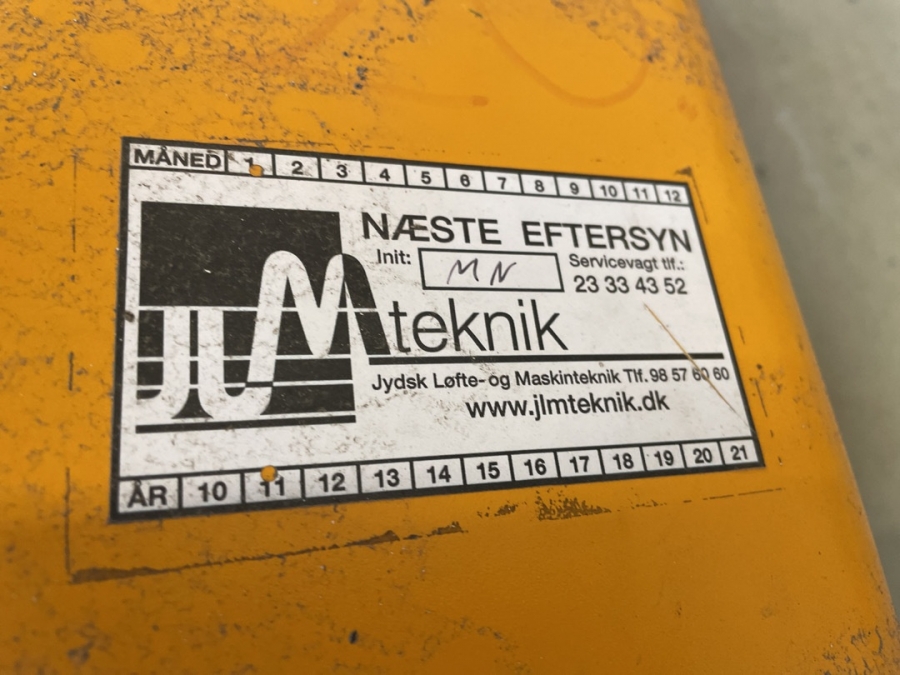 MÅNED 1 2 3 4 5 6 7 8 9 10 11 12
NÆSTE EFTERSYN
Init: MN
Servicevagt tlf.:
23 33 43 52
JLM teknik
Jydsk Løfte- og Maskinteknik Tlf. 98 57 60 60
www.jlmteknik.dk
ÅR 10 11 12 13 14 15 16 17 18 19 20 21